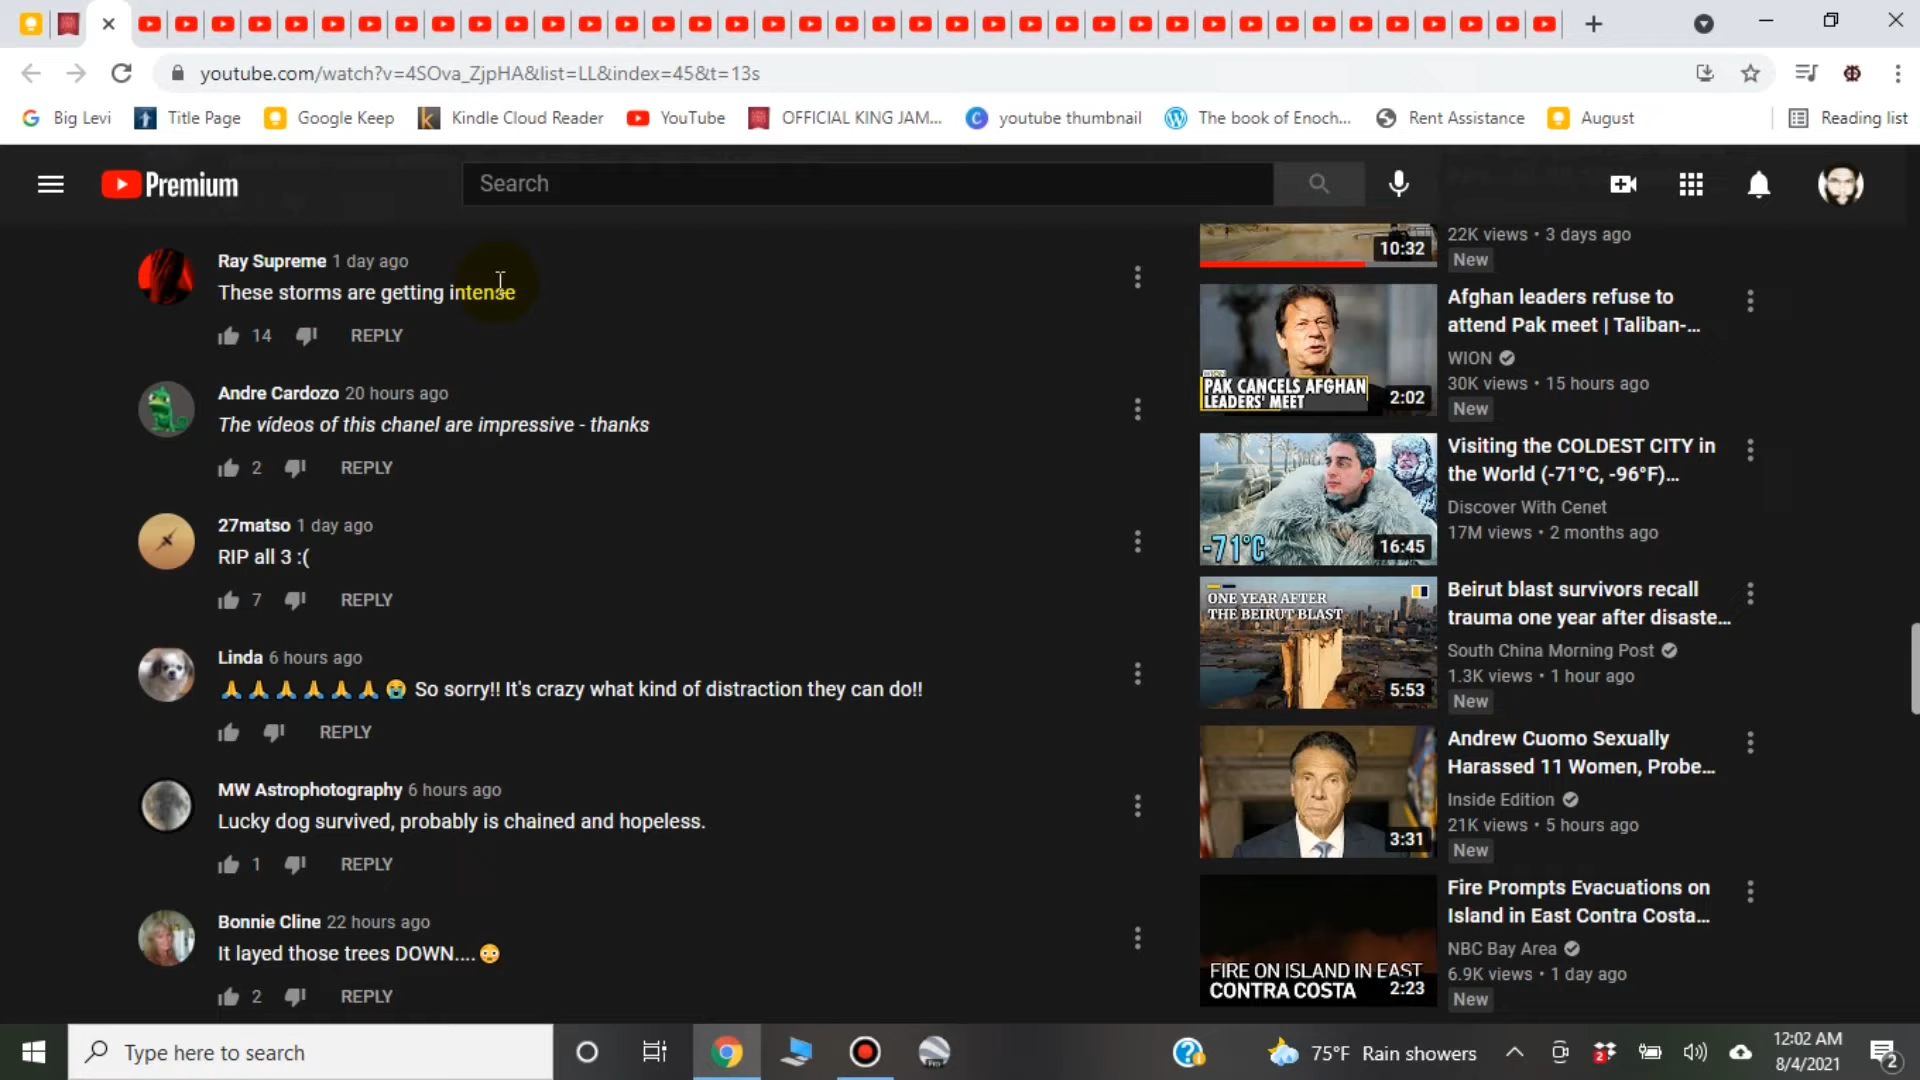 youtube.com/watch?v=4SOva_ZjpHA&list=LL&index=45&t=13s
Big Levi Title Page Google Keep Kindle Cloud Reader YouTube OFFICIAL KING JAM... youtube thumbnail The book of Enoch... Rent Assistance August Reading list
Premium
Search
Ray Supreme 1 day ago
These storms are getting intense
14 REPLY
Andre Cardozo 20 hours ago
The vídeos of this chanel are impressive - thanks
2 REPLY
27matso 1 day ago
RIP all 3 :(
7 REPLY
Linda 6 hours ago
🙏🙏🙏🙏🙏🙏😭 So sorry!! It's crazy what kind of distraction they can do!!
REPLY
MW Astrophotography 6 hours ago
Lucky dog survived, probably is chained and hopeless.
1 REPLY
Bonnie Cline 22 hours ago
It layed those trees DOWN.... 😳
2 REPLY
10:32
22K views • 3 days ago
New
WION
PAK CANCELS AFGHAN
LEADERS' MEET
2:02
Afghan leaders refuse to
attend Pak meet | Taliban-...
WION
30K views • 15 hours ago
New
-71°C
16:45
Visiting the COLDEST CITY in
the World (-71°C, -96°F)...
Discover With Cenet
17M views • 2 months ago
ONE YEAR AFTER
THE BEIRUT BLAST
5:53
Beirut blast survivors recall
trauma one year after disaste...
South China Morning Post
1.3K views • 1 hour ago
New
3:31
Andrew Cuomo Sexually
Harassed 11 Women, Probe...
Inside Edition
21K views • 5 hours ago
New
FIRE ON ISLAND IN EAST
CONTRA COSTA
2:23
Fire Prompts Evacuations on
Island in East Contra Costa...
NBC Bay Area
6.9K views • 1 day ago
New
Type here to search
75°F Rain showers
2
12:02 AM
8/4/2021
2